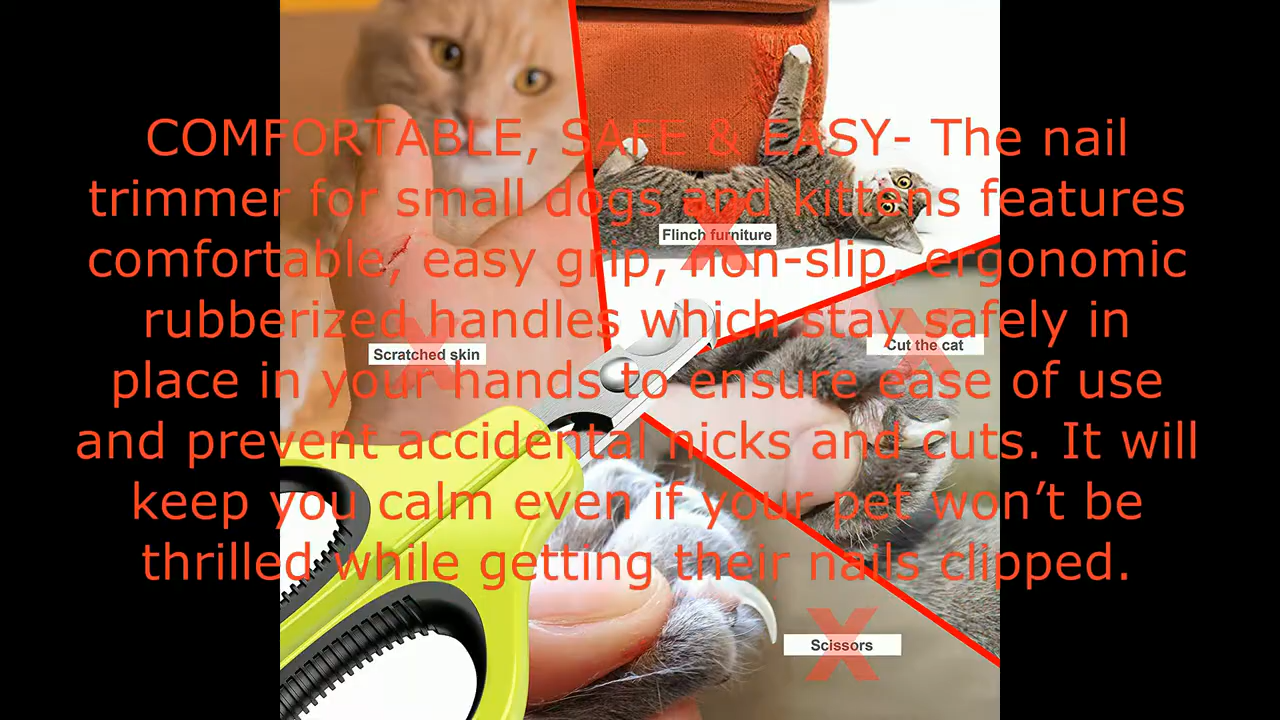 COMFORTABLE, SAFE & EASY- The nail
trimmer for small dogs and kittens features
comfortable, easy grip, non-slip, ergonomic
rubberized handles which stay safely in
place in your hands to ensure ease of use
and prevent accidental nicks and cuts. It will
keep you calm even if your pet won’t be
thrilled while getting their nails clipped.
Flinch furniture
X
Cut the cat
X
Scratched skin
X
Scissors
X